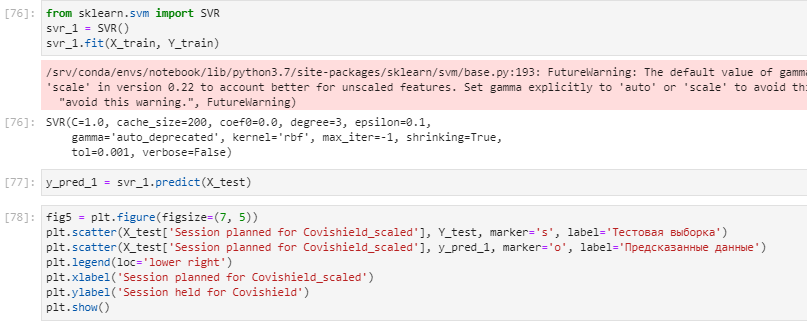 [76]: from sklearn.svm import SVR
svr_1 = SVR()
svr_1.fit(X_train, Y_train)
/srv/conda/envs/notebook/lib/python3.7/site-packages/sklearn/svm/base.py:193: FutureWarning: The default value of gamm
'scale' in version 0.22 to account better for unscaled features. Set gamma explicitly to 'auto' or 'scale' to avoid thi
"avoid this warning.", FutureWarning)
[76]: SVR(C=1.0, cache_size=200, coef0=0.0, degree=3, epsilon=0.1,
gamma='auto_deprecated', kernel='rbf', max_iter=-1, shrinking=True,
tol=0.001, verbose=False)
[77]: y_pred_1 = svr_1.predict(X_test)
[78]: fig5 = plt.figure(figsize=(7, 5))
plt.scatter(X_test['Session planned for Covishield_scaled'], Y_test, marker='s', label='Тестовая выборка')
plt.scatter(X_test['Session planned for Covishield_scaled'], y_pred_1, marker='o', label='Предсказанные данные')
plt.legend(loc='lower right')
plt.xlabel('Session planned for Covishield_scaled')
plt.ylabel('Session held for Covishield')
plt.show()